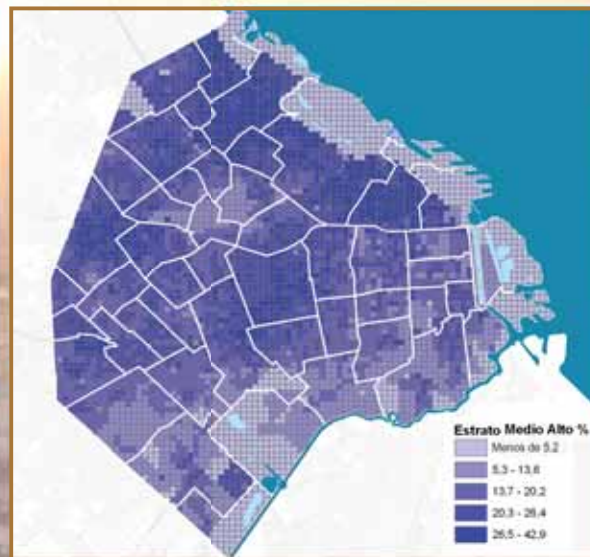 Estrato Medio Alto %
Menos de 5,2
5,3 - 13,6
13,7 - 20,2
20,3 - 26,4
26,5 - 42,9